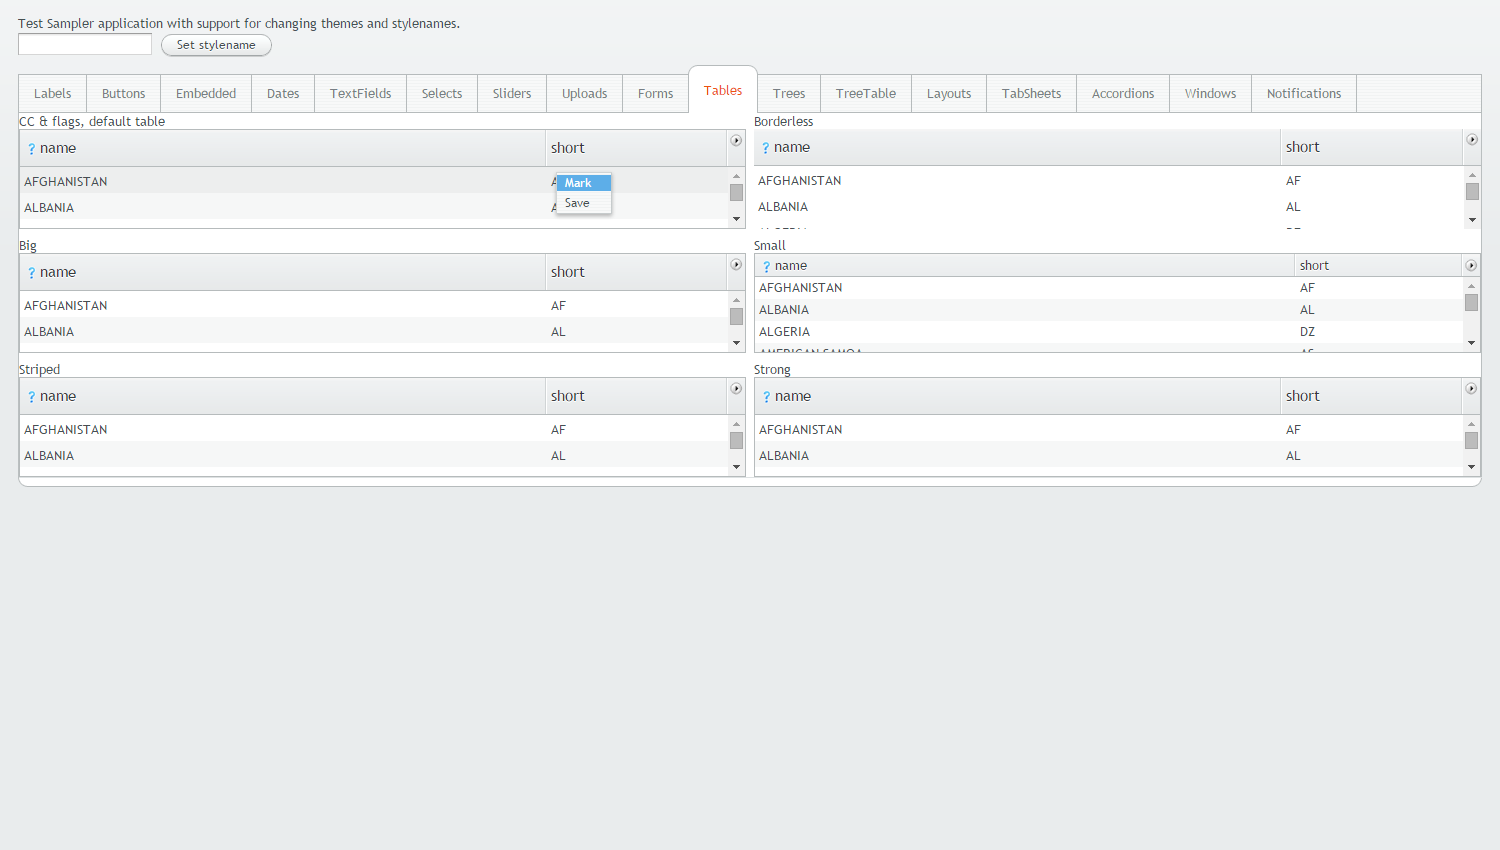 Test Sampler application with support for changing themes and stylenames.
Set stylename
Labels Buttons Embedded Dates TextFields Selects Sliders Uploads Forms Tables Trees TreeTable Layouts TabSheets Accordions Windows Notifications
CC & flags, default table
? name short
AFGHANISTAN A
ALBANIA A
Mark
Save
Borderless
? name short
AFGHANISTAN AF
ALBANIA AL
Big
? name short
AFGHANISTAN AF
ALBANIA AL
Small
? name short
AFGHANISTAN AF
ALBANIA AL
ALGERIA DZ
AMERICAN SAMOA AS
Striped
? name short
AFGHANISTAN AF
ALBANIA AL
Strong
? name short
AFGHANISTAN AF
ALBANIA AL